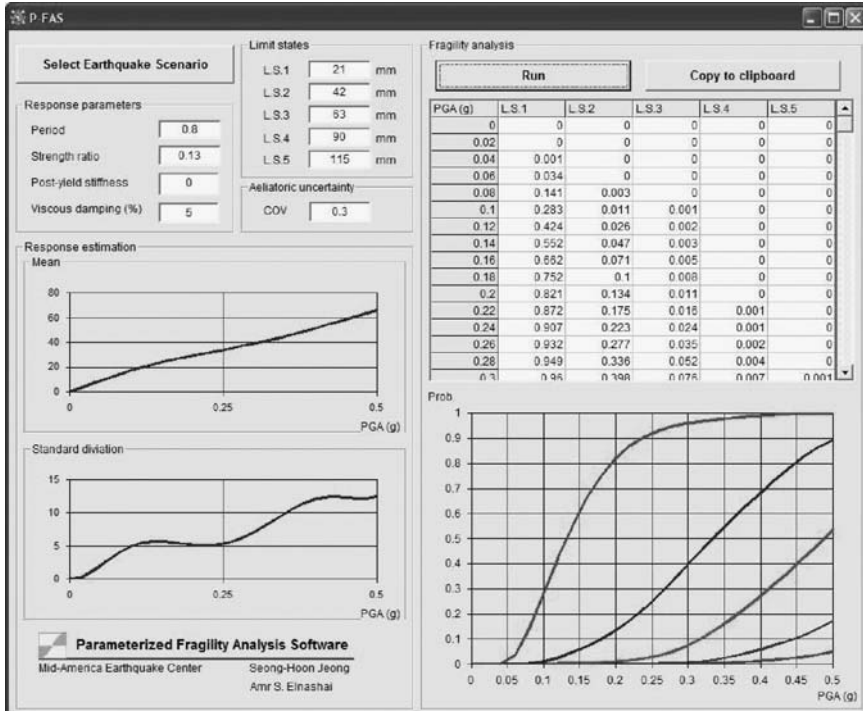 P-FAS
Select Earthquake Scenario
Response parameters
Period 0.8
Strength ratio 0.13
Post-yield stiffness 0
Viscous damping (%) 5
Limit states
L.S.1 21 mm
L.S.2 42 mm
L.S.3 63 mm
L.S.4 90 mm
L.S.5 115 mm
Aeliatoric uncertainty
COV 0.3
Response estimation
Mean
80
60
40
20
0
0 0.25 0.5
PGA (g)
Standard diviation
15
10
5
0
0 0.25 0.5
PGA (g)
Parameterized Fragility Analysis Software
Mid-America Earthquake Center Seong-Hoon Jeong
Amr S. Elnashai
Fragility analysis
Run Copy to clipboard
PGA (g) L.S.1 L.S.2 L.S.3 L.S.4 L.S.5
0 0 0 0 0 0
0.02 0 0 0 0 0
0.04 0.001 0 0 0 0
0.06 0.034 0 0 0 0
0.08 0.141 0.003 0 0 0
0.1 0.283 0.011 0.001 0 0
0.12 0.424 0.026 0.002 0 0
0.14 0.552 0.047 0.003 0 0
0.16 0.662 0.071 0.005 0 0
0.18 0.752 0.1 0.008 0 0
0.2 0.821 0.134 0.011 0 0
0.22 0.872 0.175 0.016 0.001 0
0.24 0.907 0.223 0.024 0.001 0
0.26 0.932 0.277 0.035 0.002 0
0.28 0.949 0.336 0.052 0.004 0
0.3 0.96 0.398 0.076 0.007 0.001
Prob.
1
0.9
0.8
0.7
0.6
0.5
0.4
0.3
0.2
0.1
0
0 0.05 0.1 0.15 0.2 0.25 0.3 0.35 0.4 0.45 0.5
PGA (g)